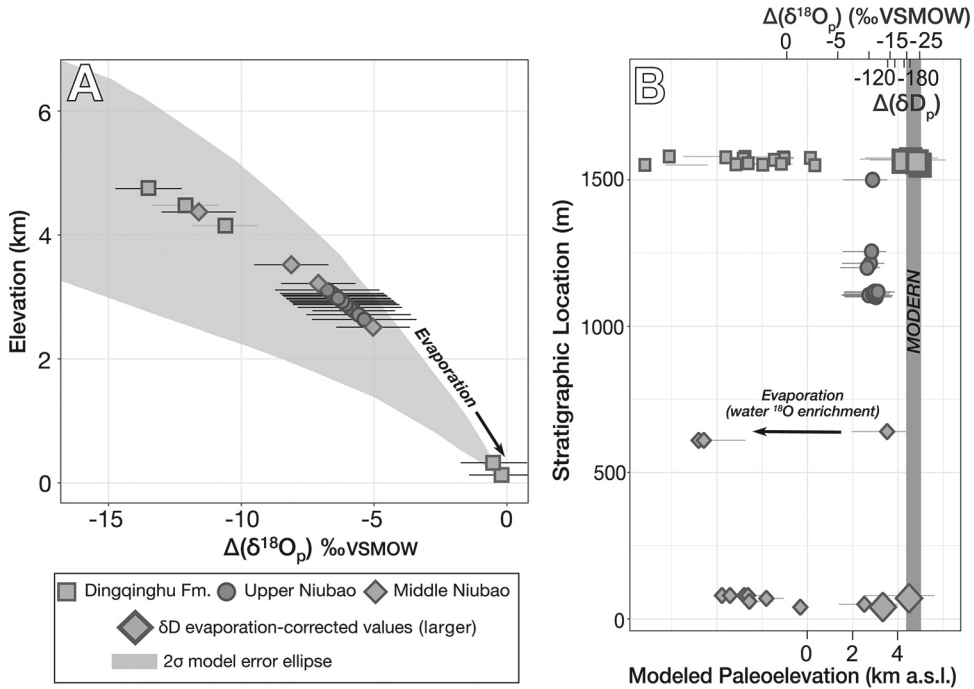 A
Elevation (km)
6
4
2
0
-15 -10 -5 0
Δ(δ18Op) ‰VSMOW
Evaporation
Dingqinghu Fm. Upper Niubao Middle Niubao
δD evaporation-corrected values (larger)
2σ model error ellipse
Δ(δ18Op) (‰VSMOW)
0 -5 -15 -25
-120 -180
Δ(δDp)
B
Stratigraphic Location (m)
1500
1000
500
0
MODERN
Evaporation
(water 18O enrichment)
0 2 4
Modeled Paleoelevation (km a.s.l.)